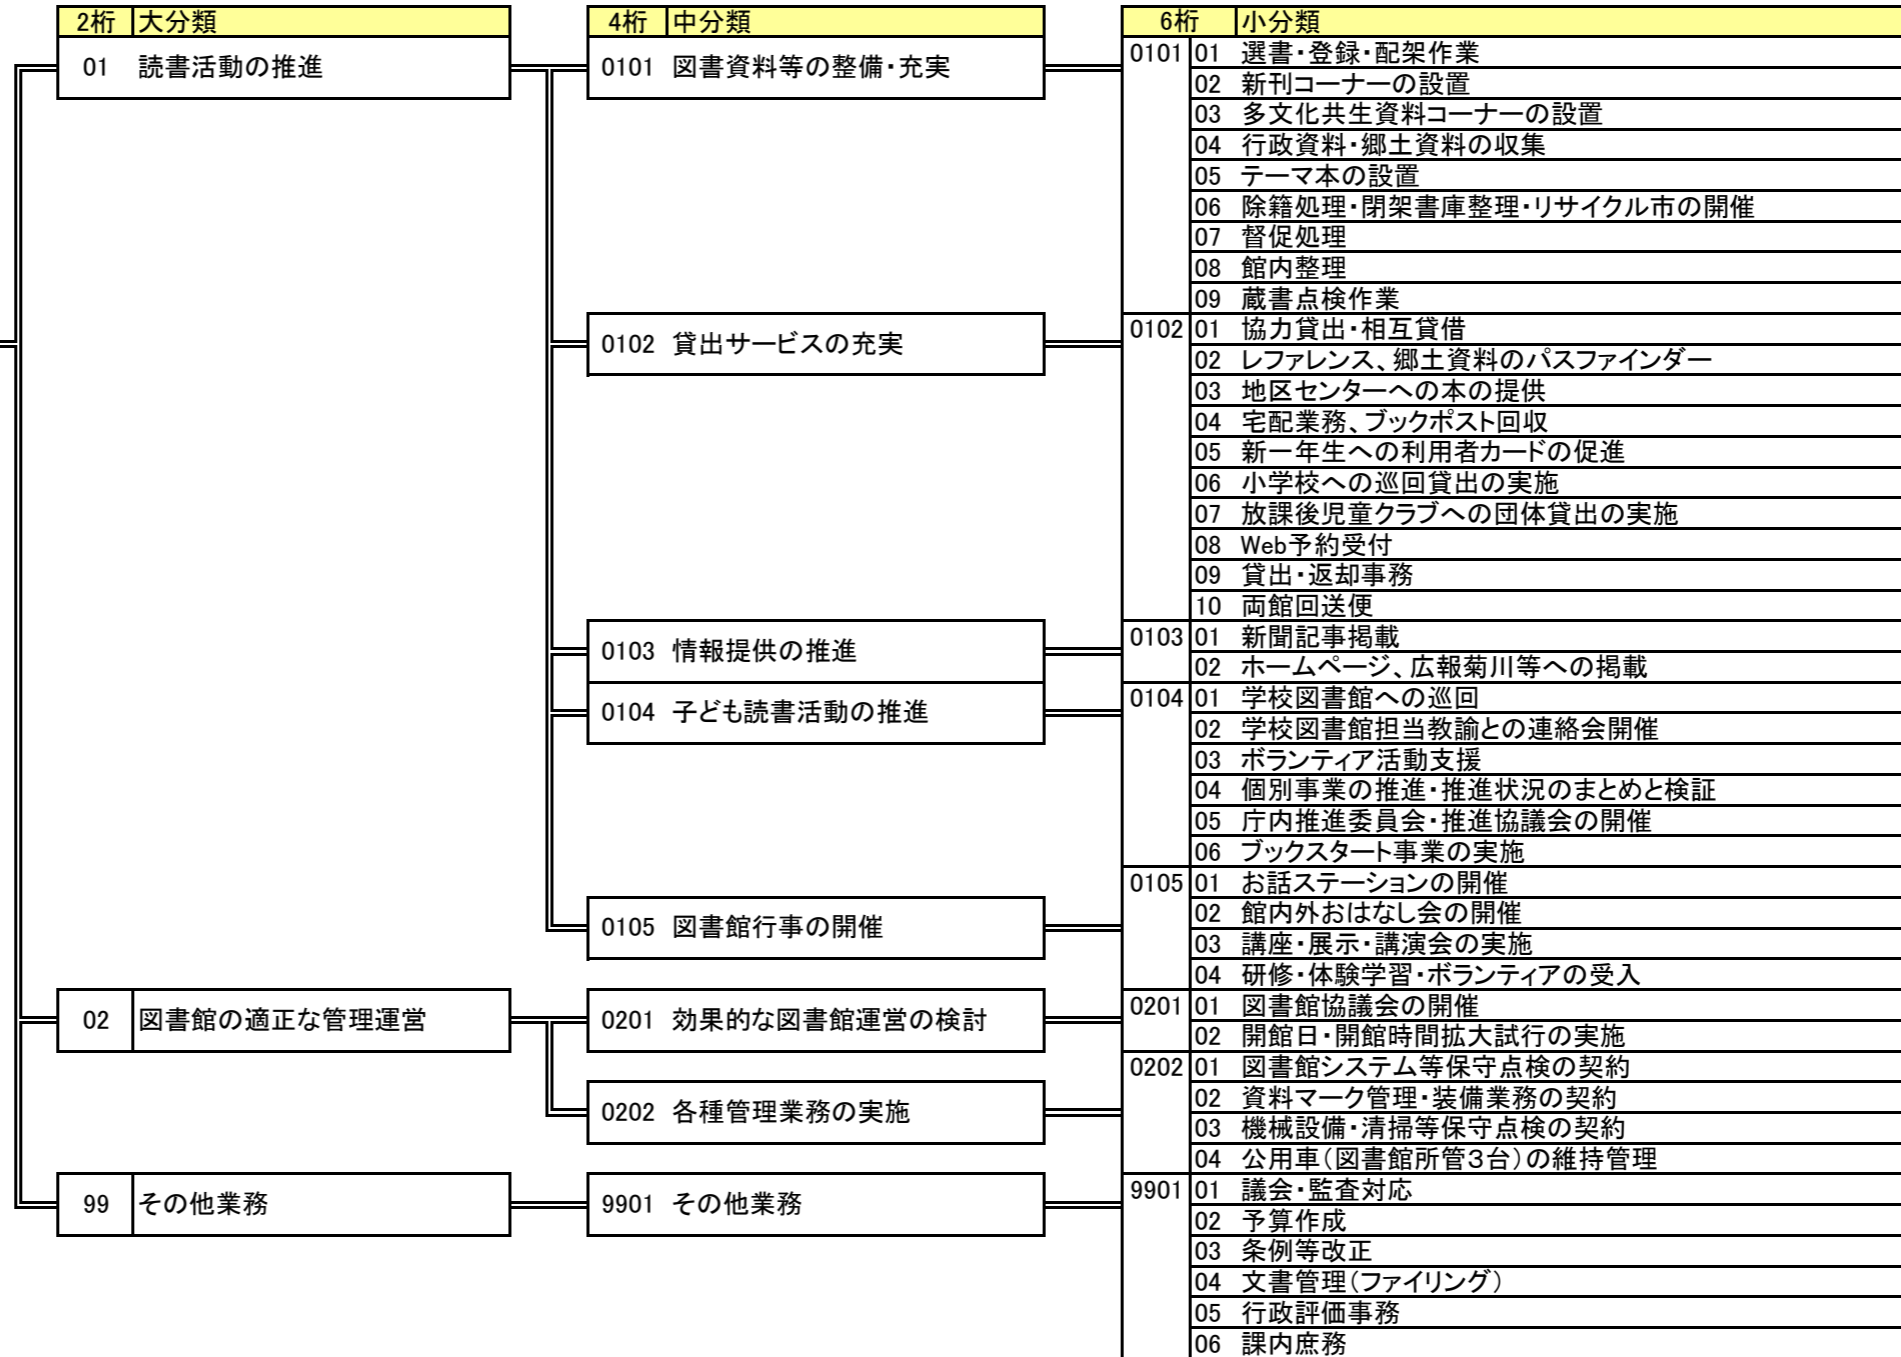 2桁 大分類 4桁 中分類 6桁 小分類
01 読書活動の推進 0101 図書資料等の整備・充実 0101 01 選書・登録・配架作業
02 新刊コーナーの設置
03 多文化共生資料コーナーの設置
04 行政資料・郷土資料の収集
05 テーマ本の設置
06 除籍処理・閉架書庫整理・リサイクル市の開催
07 督促処理
08 館内整理
09 蔵書点検作業
0102 貸出サービスの充実 0102 01 協力貸出・相互貸借
02 レファレンス、郷土資料のパスファインダー
03 地区センターへの本の提供
04 宅配業務、ブックポスト回収
05 新一年生への利用者カードの促進
06 小学校への巡回貸出の実施
07 放課後児童クラブへの団体貸出の実施
08 Web予約受付
09 貸出・返却事務
10 両館回送便
0103 情報提供の推進 0103 01 新聞記事掲載
02 ホームページ、広報菊川等への掲載
0104 子ども読書活動の推進 0104 01 学校図書館への巡回
02 学校図書館担当教諭との連絡会開催
03 ボランティア活動支援
04 個別事業の推進・推進状況のまとめと検証
05 庁内推進委員会・推進協議会の開催
06 ブックスタート事業の実施
0105 図書館行事の開催 0105 01 お話ステーションの開催
02 館内外おはなし会の開催
03 講座・展示・講演会の実施
04 研修・体験学習・ボランティアの受入
02 図書館の適正な管理運営 0201 効果的な図書館運営の検討 0201 01 図書館協議会の開催
02 開館日・開館時間拡大試行の実施
0202 各種管理業務の実施 0202 01 図書館システム等保守点検の契約
02 資料マーク管理・装備業務の契約
03 機械設備・清掃等保守点検の契約
04 公用車(図書館所管3台)の維持管理
99 その他業務 9901 その他業務 9901 01 議会・監査対応
02 予算作成
03 条例等改正
04 文書管理(ファイリング)
05 行政評価事務
06 課内庶務